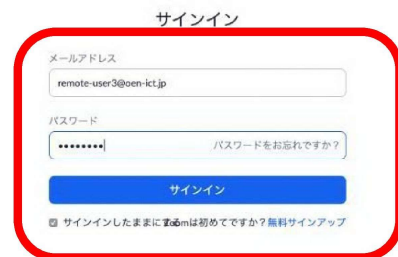 サインイン
メールアドレス
remote-user3@oen-ict.jp
パスワード
••••••••
パスワードをお忘れですか？
サインイン
サインインしたままにする
Zoomは初めてですか？無料サインアップ